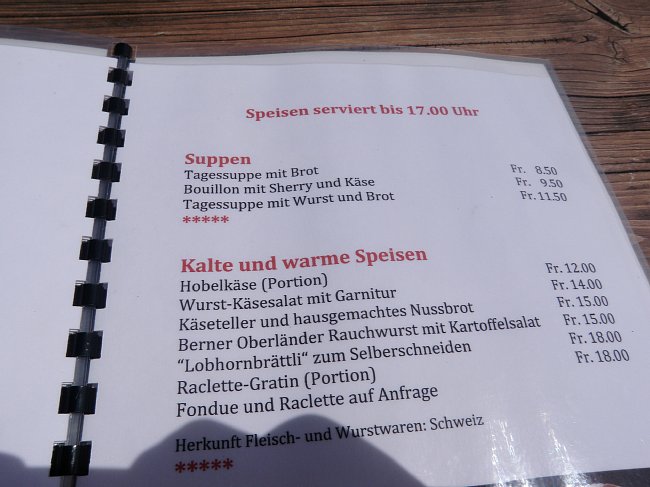 Speisen serviert bis 17.00 Uhr
Suppen
Tagessuppe mit Brot Fr. 8.50
Bouillon mit Sherry und Käse Fr. 9.50
Tagessuppe mit Wurst und Brot Fr. 11.50
*****
Kalte und warme Speisen
Hobelkäse (Portion) Fr. 12.00
Wurst-Käsesalat mit Garnitur Fr. 14.00
Käseteller und hausgemachtes Nussbrot Fr. 15.00
Berner Oberländer Rauchwurst mit Kartoffelsalat Fr. 15.00
"Lobhornbrättli" zum Selberschneiden Fr. 18.00
Raclette-Gratin (Portion) Fr. 18.00
Fondue und Raclette auf Anfrage
Herkunft Fleisch- und Wurstwaren: Schweiz
*****